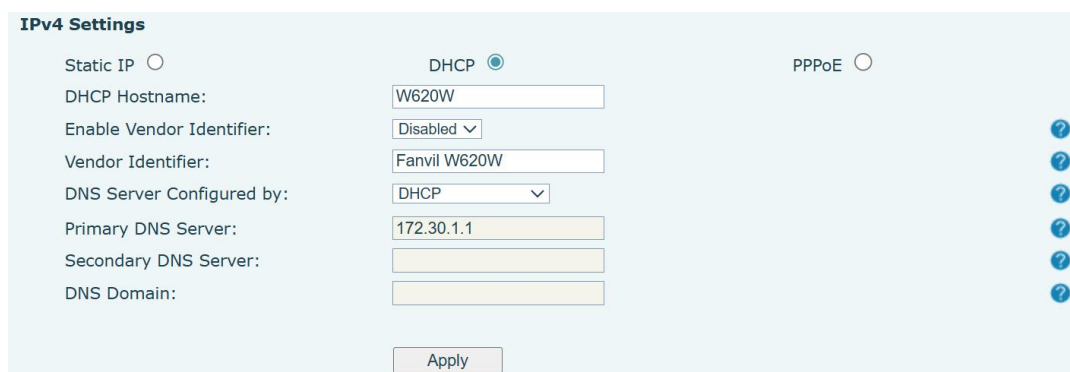 IPv4 Settings
Static IP DHCP PPPoE
DHCP Hostname: W620W
Enable Vendor Identifier: Disabled
Vendor Identifier: Fanvil W620W
DNS Server Configured by: DHCP
Primary DNS Server: 172.30.1.1
Secondary DNS Server:
DNS Domain:
Apply